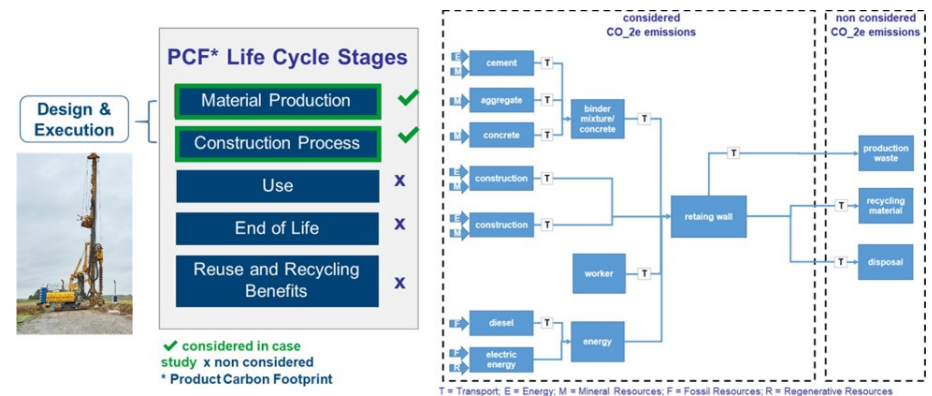 Design &
Execution
PCF* Life Cycle Stages
Material Production
Construction Process
Use
x
End of Life
x
Reuse and Recycling
Benefits
x
considered in case
study x non considered
* Product Carbon Footprint
considered
CO_2e emissions
non considered
CO_2e emissions
E
M
cement
T
M
aggregate
T
binder
mixture/
concrete
T
M
concrete
T
E
M
construction
T
E
M
construction
T
worker
T
F
diesel
T
F
R
electric
energy
energy
retaing wall
T
production
waste
T
recycling
material
T
disposal
T = Transport; E = Energy; M = Mineral Resources; F = Fossil Resources; R = Regenerative Resources